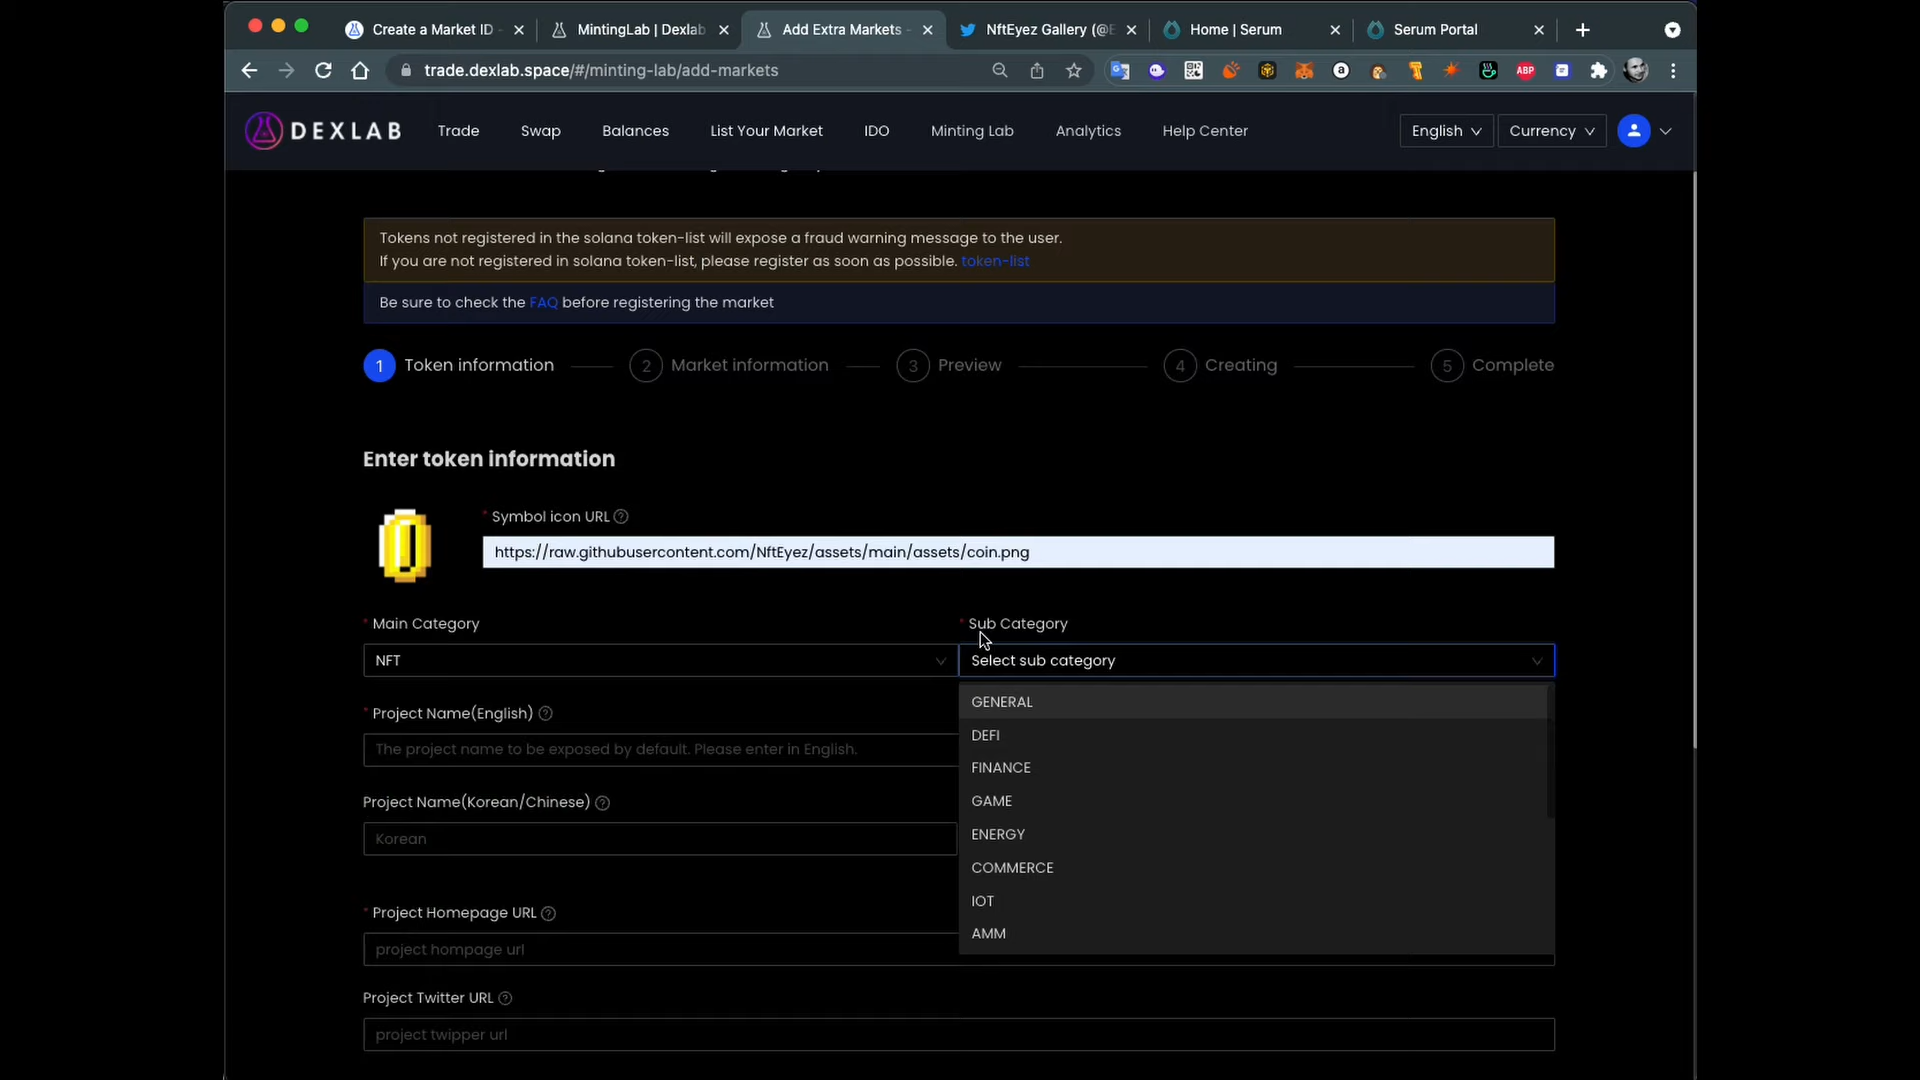 Create a Market ID -
MintingLab | Dexlab
Add Extra Markets -
NftEyez Gallery (@E
Home | Serum
Serum Portal
trade.dexlab.space/#/minting-lab/add-markets
ABP
DEXLAB
Trade
Swap
Balances
List Your Market
IDO
Minting Lab
Analytics
Help Center
English
Currency
Tokens not registered in the solana token-list will expose a fraud warning message to the user.
If you are not registered in solana token-list, please register as soon as possible. token-list
Be sure to check the FAQ before registering the market
1 Token information
2 Market information
3 Preview
4 Creating
5 Complete
Enter token information
* Symbol icon URL ?
https://raw.githubusercontent.com/NftEyez/assets/main/assets/coin.png
* Main Category
* Sub Category
NFT
Select sub category
GENERAL
DEFI
FINANCE
GAME
ENERGY
COMMERCE
IOT
AMM
* Project Name(English) ?
The project name to be exposed by default. Please enter in English.
Project Name(Korean/Chinese) ?
Korean
* Project Homepage URL ?
project hompage url
Project Twitter URL ?
project twipper url